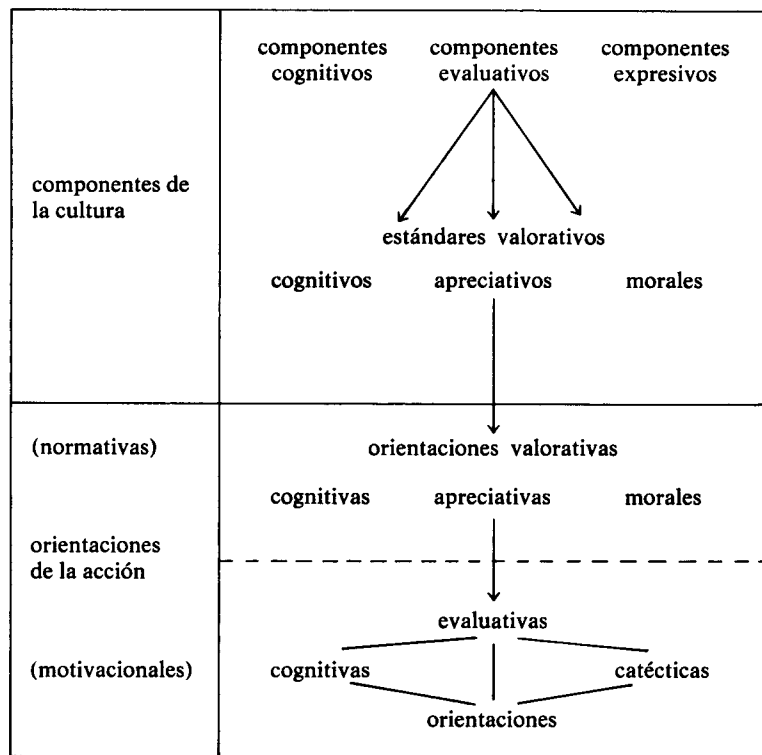 componentes componentes componentes
cognitivos evaluativos expresivos
componentes de
la cultura
estándares valorativos
cognitivos apreciativos morales
(normativas) orientaciones valorativas
cognitivas apreciativas morales
orientaciones
de la acción
evaluativas
(motivacionales) cognitivas catécticas
orientaciones